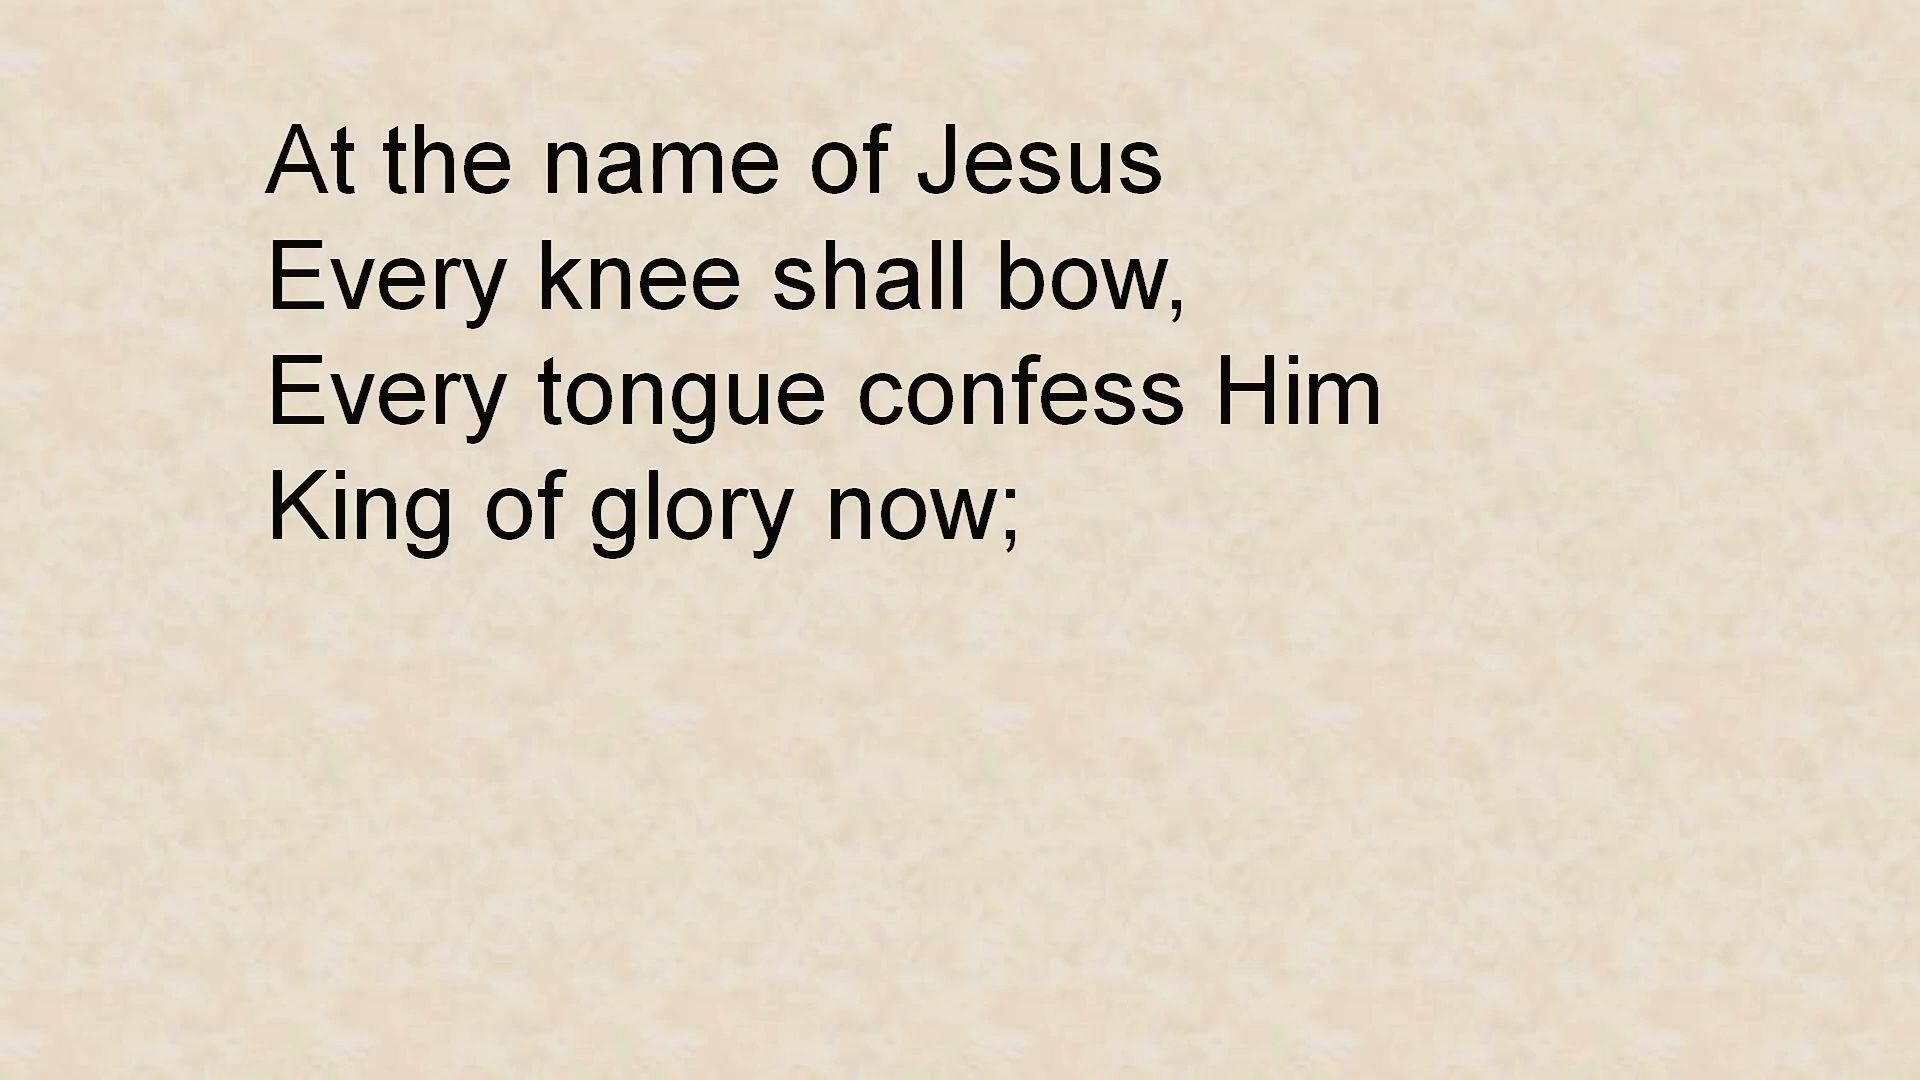 At the name of Jesus
Every knee shall bow,
Every tongue confess Him
King of glory now;